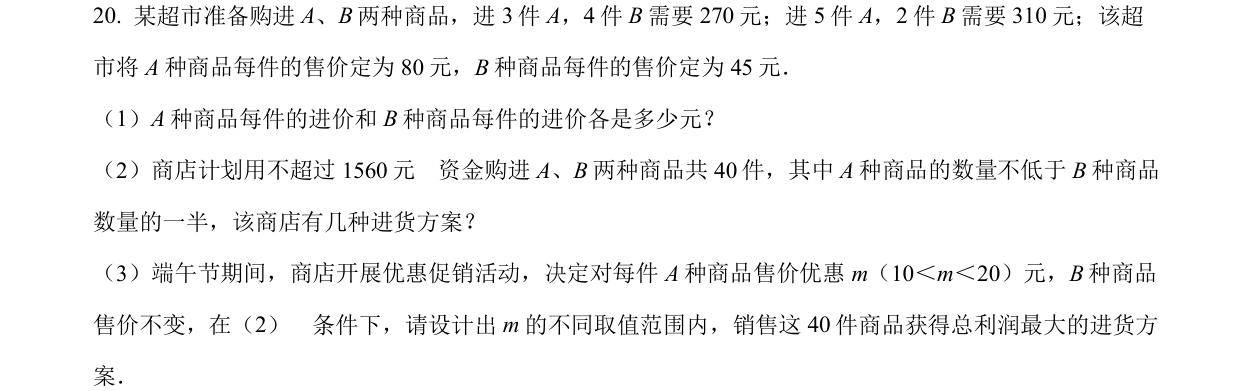 20. 某超市准备购进 A、B 两种商品，进 3 件 A，4 件 B 需要 270 元；进 5 件 A，2 件 B 需要 310 元；该超
市将 A 种商品每件的售价定为 80 元，B 种商品每件的售价定为 45 元．
（1）A 种商品每件的进价和 B 种商品每件的进价各是多少元？
（2）商店计划用不超过 1560 元　资金购进 A、B 两种商品共 40 件，其中 A 种商品的数量不低于 B 种商品
数量的一半，该商店有几种进货方案？
（3）端午节期间，商店开展优惠促销活动，决定对每件 A 种商品售价优惠 m（10＜m＜20）元，B 种商品
售价不变，在（2）　条件下，请设计出 m 的不同取值范围内，销售这 40 件商品获得总利润最大的进货方
案．